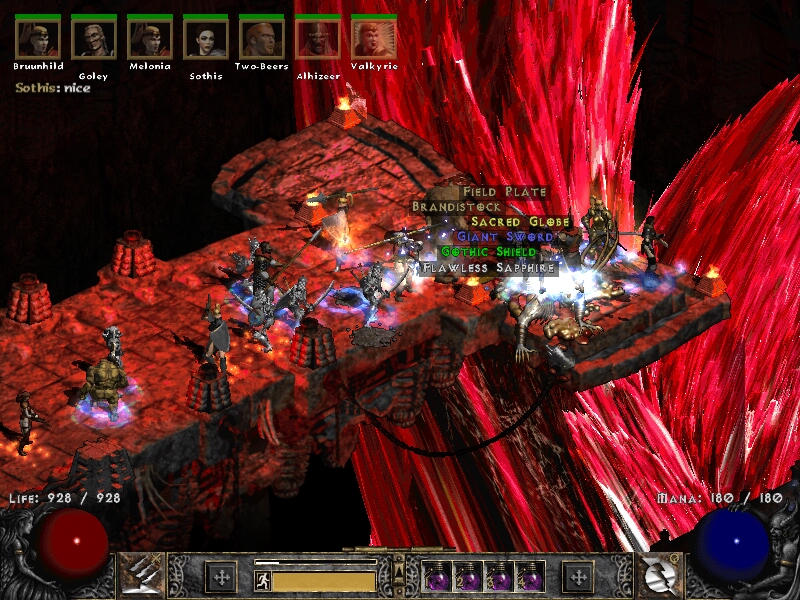 Bruunhild
Goley
Melonia
Sothis
Two-Beers
Alhizeer
Valkyrie
Sothis: nice
Field Plate
Brandistock
Sacred Globe
Giant Sword
Gothic Shield
Flawless Sapphire
Life: 928 / 928
Mana: 180 / 180